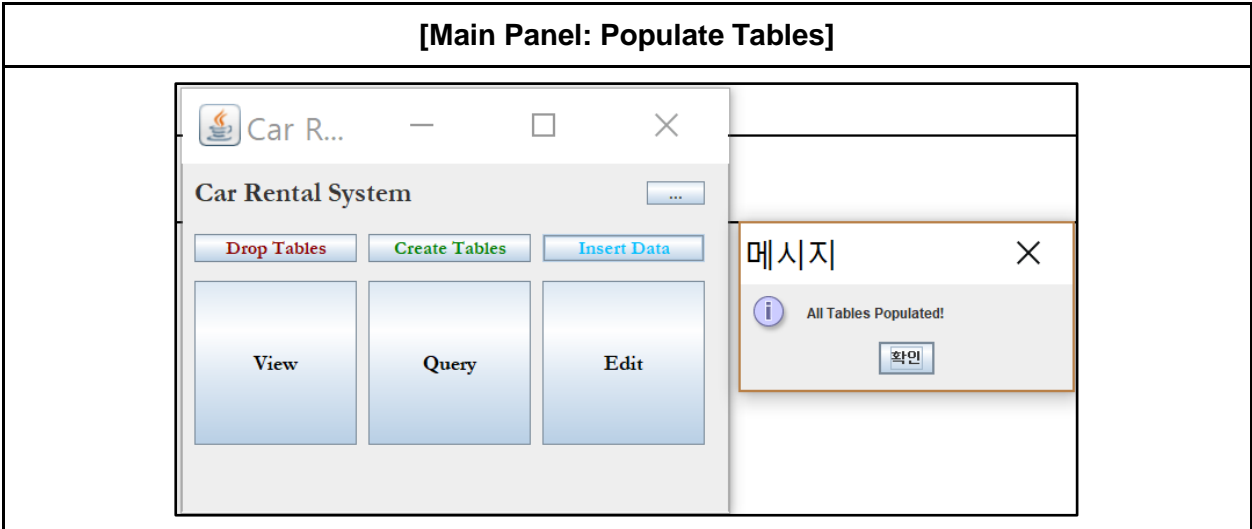 [Main Panel: Populate Tables]
Car R...
Car Rental System
...
Drop Tables
Create Tables
Insert Data
View
Query
Edit
메시지
i
All Tables Populated!
확인